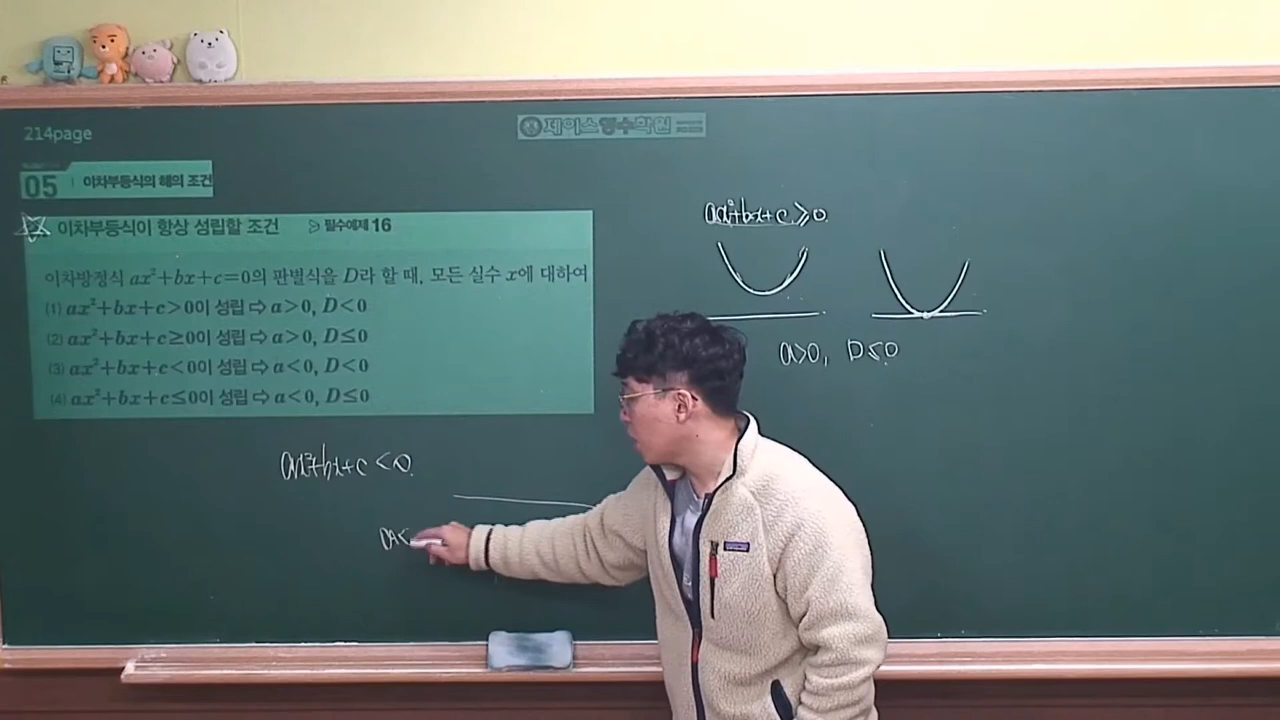 214page
제이스영수학원
05 이차부등식의 해의 조건
이차부등식이 항상 성립할 조건 필수예제 16
이차방정식 ax²+bx+c=0의 판별식을 D라 할 때, 모든 실수 x에 대하여
(1) ax²+bx+c>0이 성립 ⇨ a>0, D<0
(2) ax²+bx+c≥0이 성립 ⇨ a>0, D≤0
(3) ax²+bx+c<0이 성립 ⇨ a<0, D<0
(4) ax²+bx+c≤0이 성립 ⇨ a<0, D≤0
ax²+bx+c<0
a<
ax²+bx+c≥0
a>0, D≤0